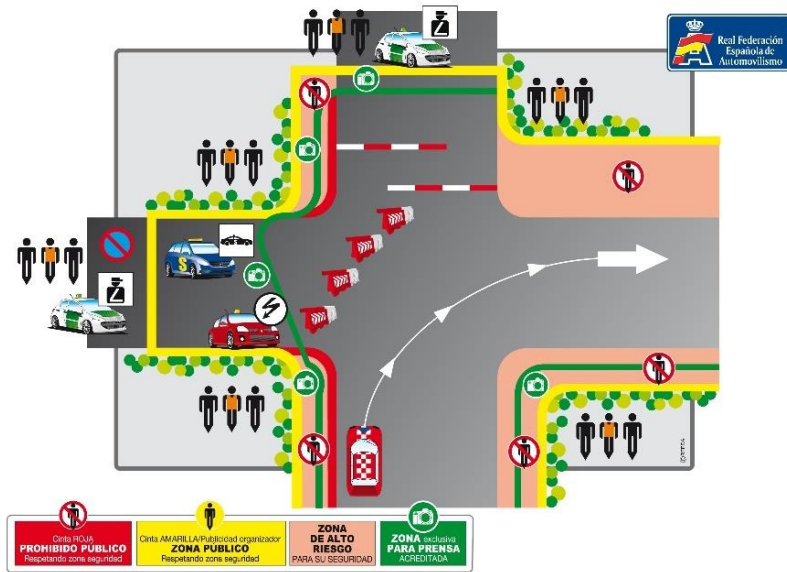 Real Federación
Española de
Automovilismo
S
Cinta ROJA
PROHIBIDO PÚBLICO
Respetando zona seguridad
Cinta AMARILLA/Publicidad organizador
ZONA PÚBLICO
Respetando zona seguridad
ZONA
DE ALTO
RIESGO
PARA SU SEGURIDAD
ZONA exclusiva
PARA PRENSA
ACREDITADA